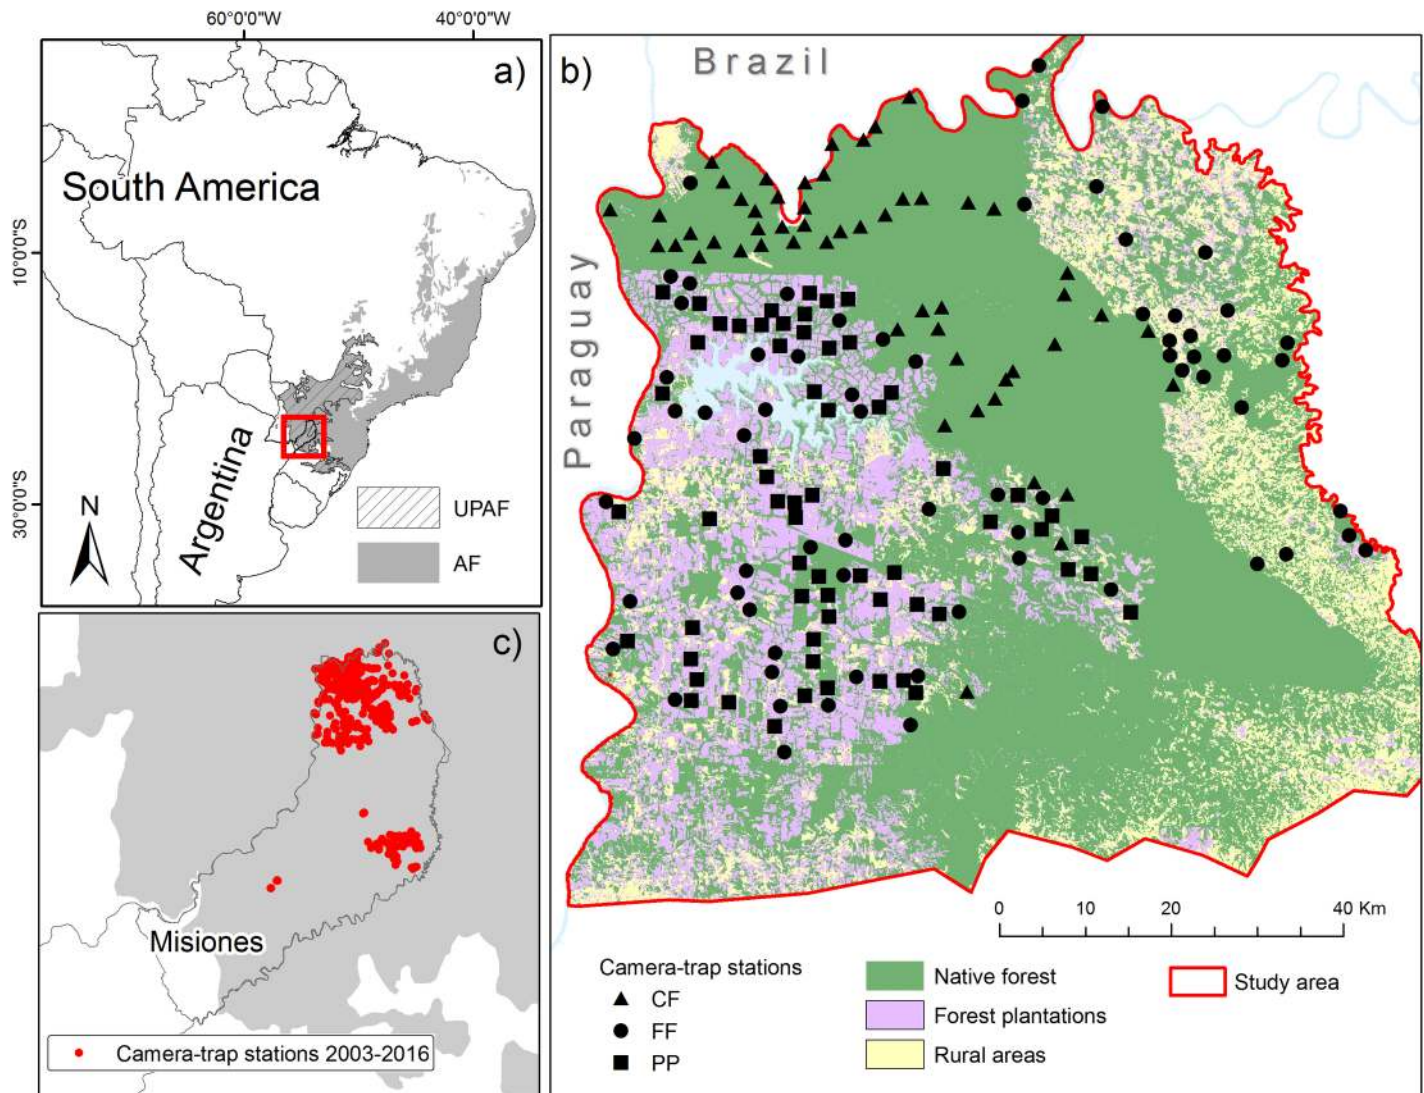 60°0'0"W 40°0'0"W
a)
South America
10°0'0"S
30°0'0"S
Argentina
N
UPAF
AF
b)
Brazil
Paraguay
0 10 20 40 Km
Camera-trap stations
CF
FF
PP
Native forest
Forest plantations
Rural areas
Study area
c)
Misiones
Camera-trap stations 2003-2016